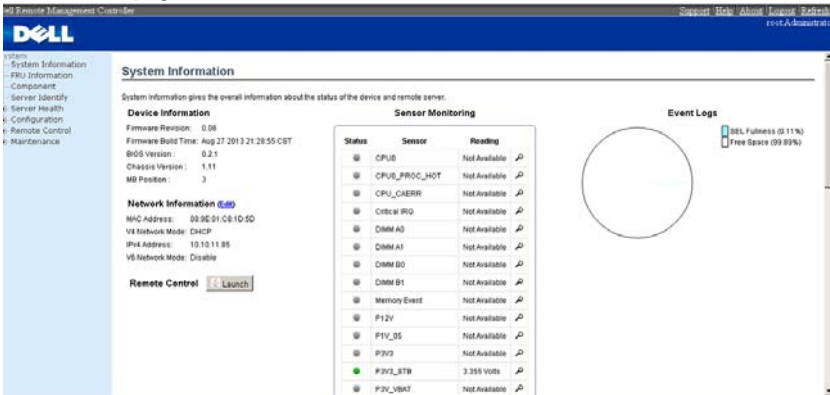 ell Remote Management Controller
Support Help About Logout Refresh
root:Administrato
DELL
ystem
System Information
FRU Information
Component
Server Identify
Server Health
Configuration
Remote Control
Maintenance
System Information
System Information gives the overall information about the status of the device and remote server.
Device Information
Firmware Revision: 0.08
Firmware Build Time: Aug 27 2013 21:28:55 CST
BIOS Version : 0.2.1
Chassis Version : 1.11
MB Position : 3
Network Information (Edit)
MAC Address: 08:9E:01:C8:1D:5D
V4 Network Mode: DHCP
IPv4 Address: 10.10.11.85
V6 Network Mode: Disable
Remote Control Launch
Sensor Monitoring
Status Sensor Reading
CPU0 Not Available
CPU0_PROC_HOT Not Available
CPU_CAERR Not Available
Critical IRQ Not Available
DIMM A0 Not Available
DIMM A1 Not Available
DIMM B0 Not Available
DIMM B1 Not Available
Memory Event Not Available
P12V Not Available
P1V_05 Not Available
P3V3 Not Available
P3V3_STB 3.355 Volts
P3V_VBAT Not Available
Event Logs
SEL Fullness (0.11%)
Free Space (99.89%)